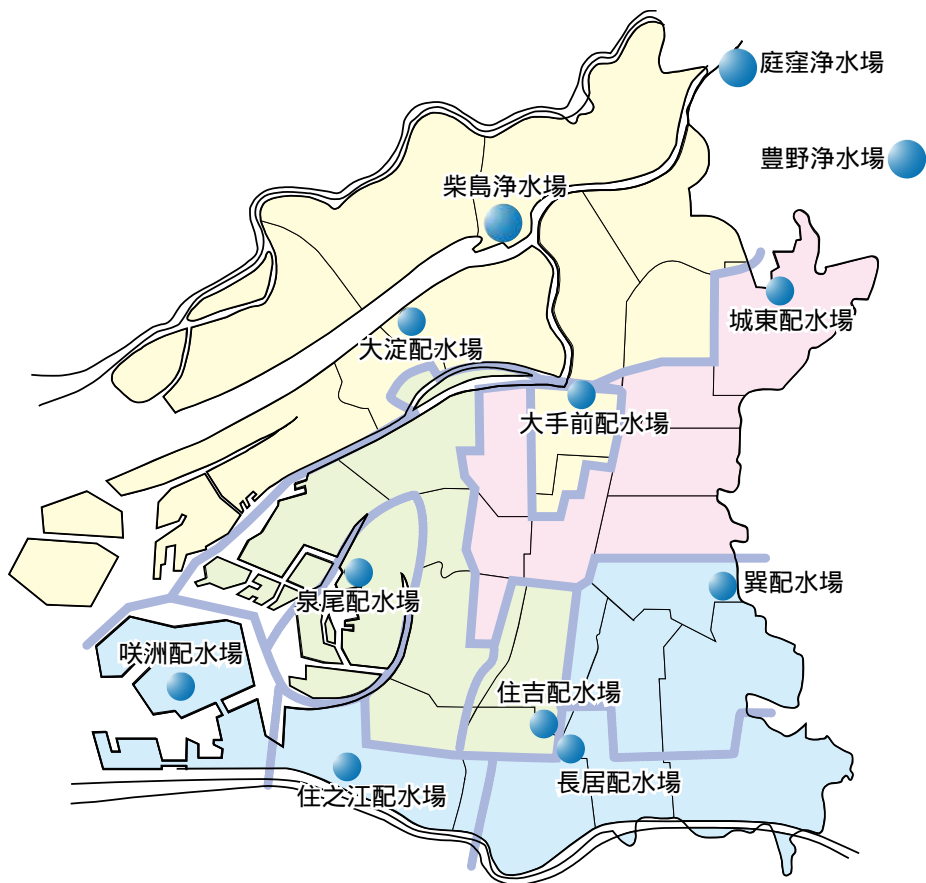 庭窪浄水場
豊野浄水場
柴島浄水場
城東配水場
大淀配水場
大手前配水場
巽配水場
泉尾配水場
咲洲配水場
住吉配水場
長居配水場
住之江配水場